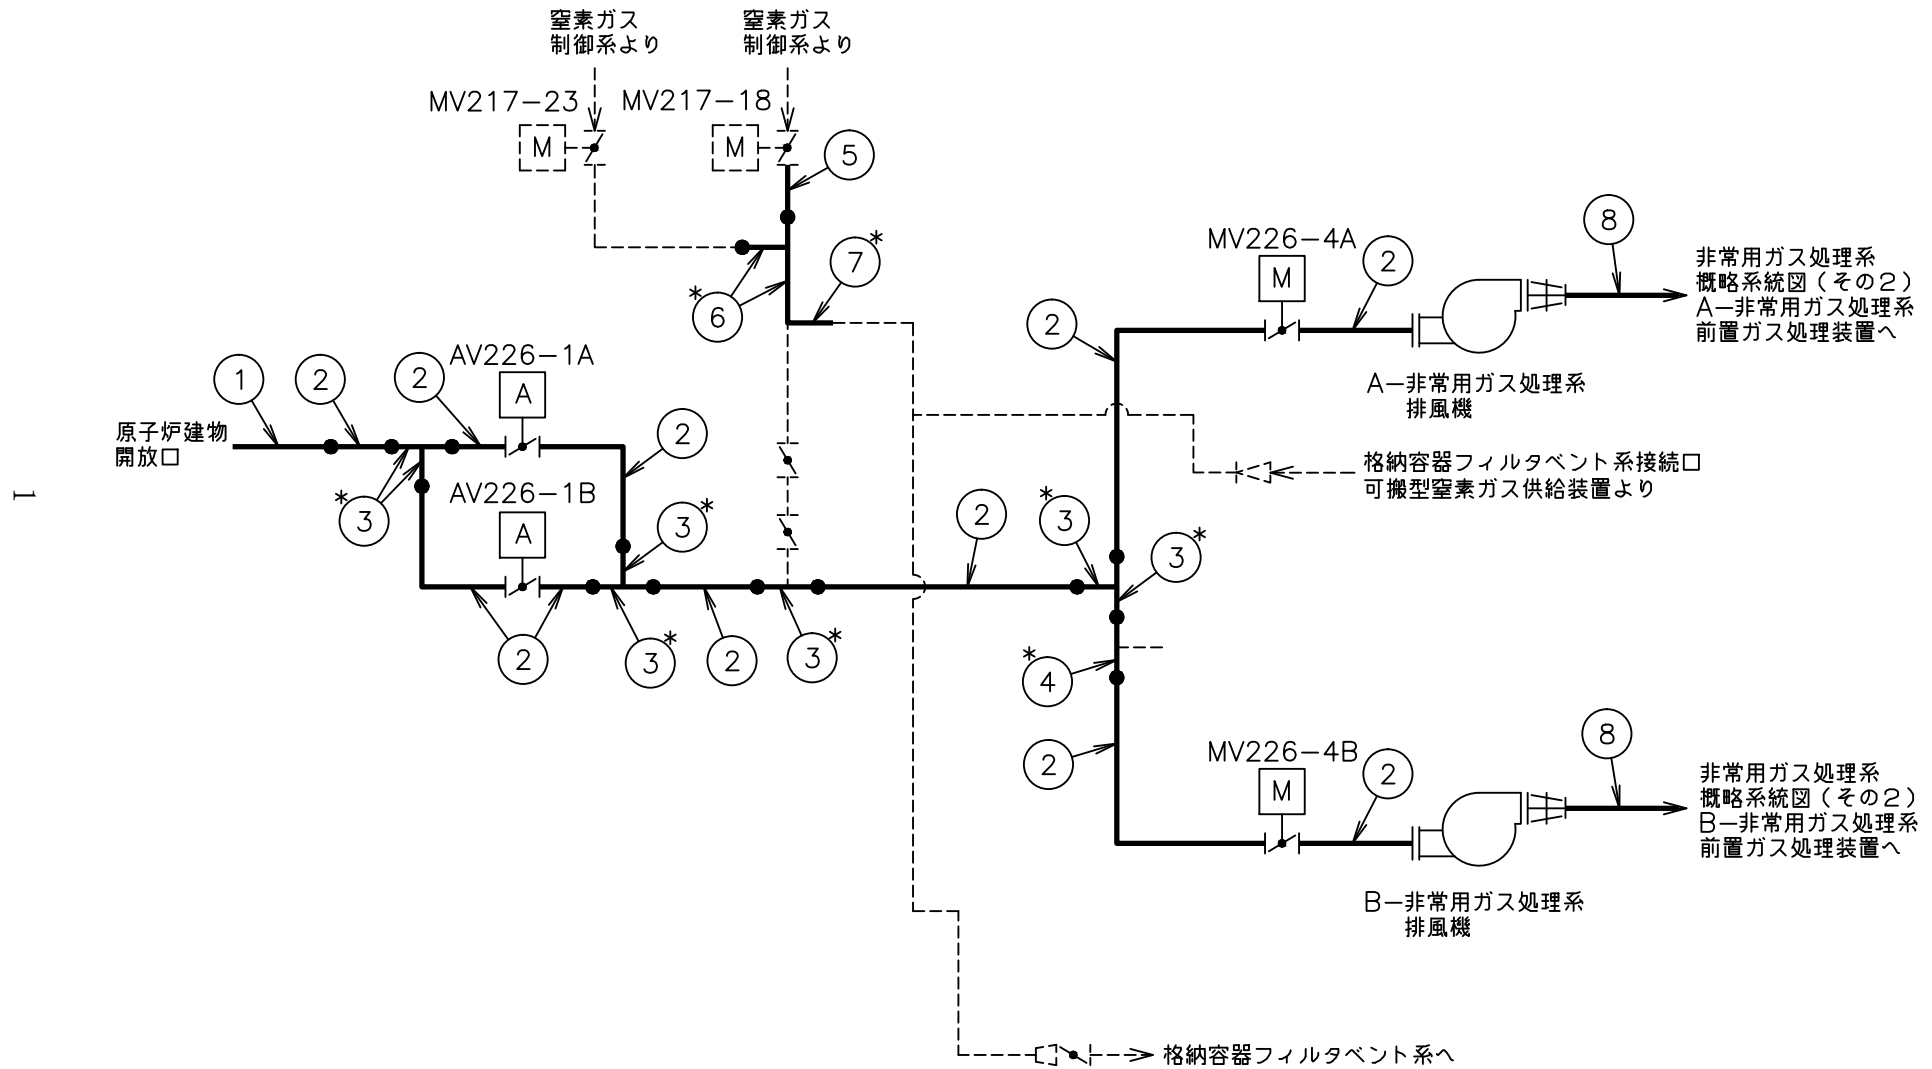 窒素ガス
制御系より
窒素ガス
制御系より
MV217-23
MV217-18
M
M
5
7*
*6
8
MV226-4A
M
2
2
非常用ガス処理系
概略系統図(その2)
A-非常用ガス処理系
前置ガス処理装置へ
A-非常用ガス処理系
排風機
1
2
2
AV226-1A
A
2
原子炉建物
開放口
*3
AV226-1B
A
3*
格納容器フィルタベント系接続口
可搬型窒素ガス供給装置より
1
2
*3
3*
2
3*
2
3*
*4
2
MV226-4B
M
2
8
非常用ガス処理系
概略系統図(その2)
B-非常用ガス処理系
前置ガス処理装置へ
B-非常用ガス処理系
排風機
格納容器フィルタベント系へ